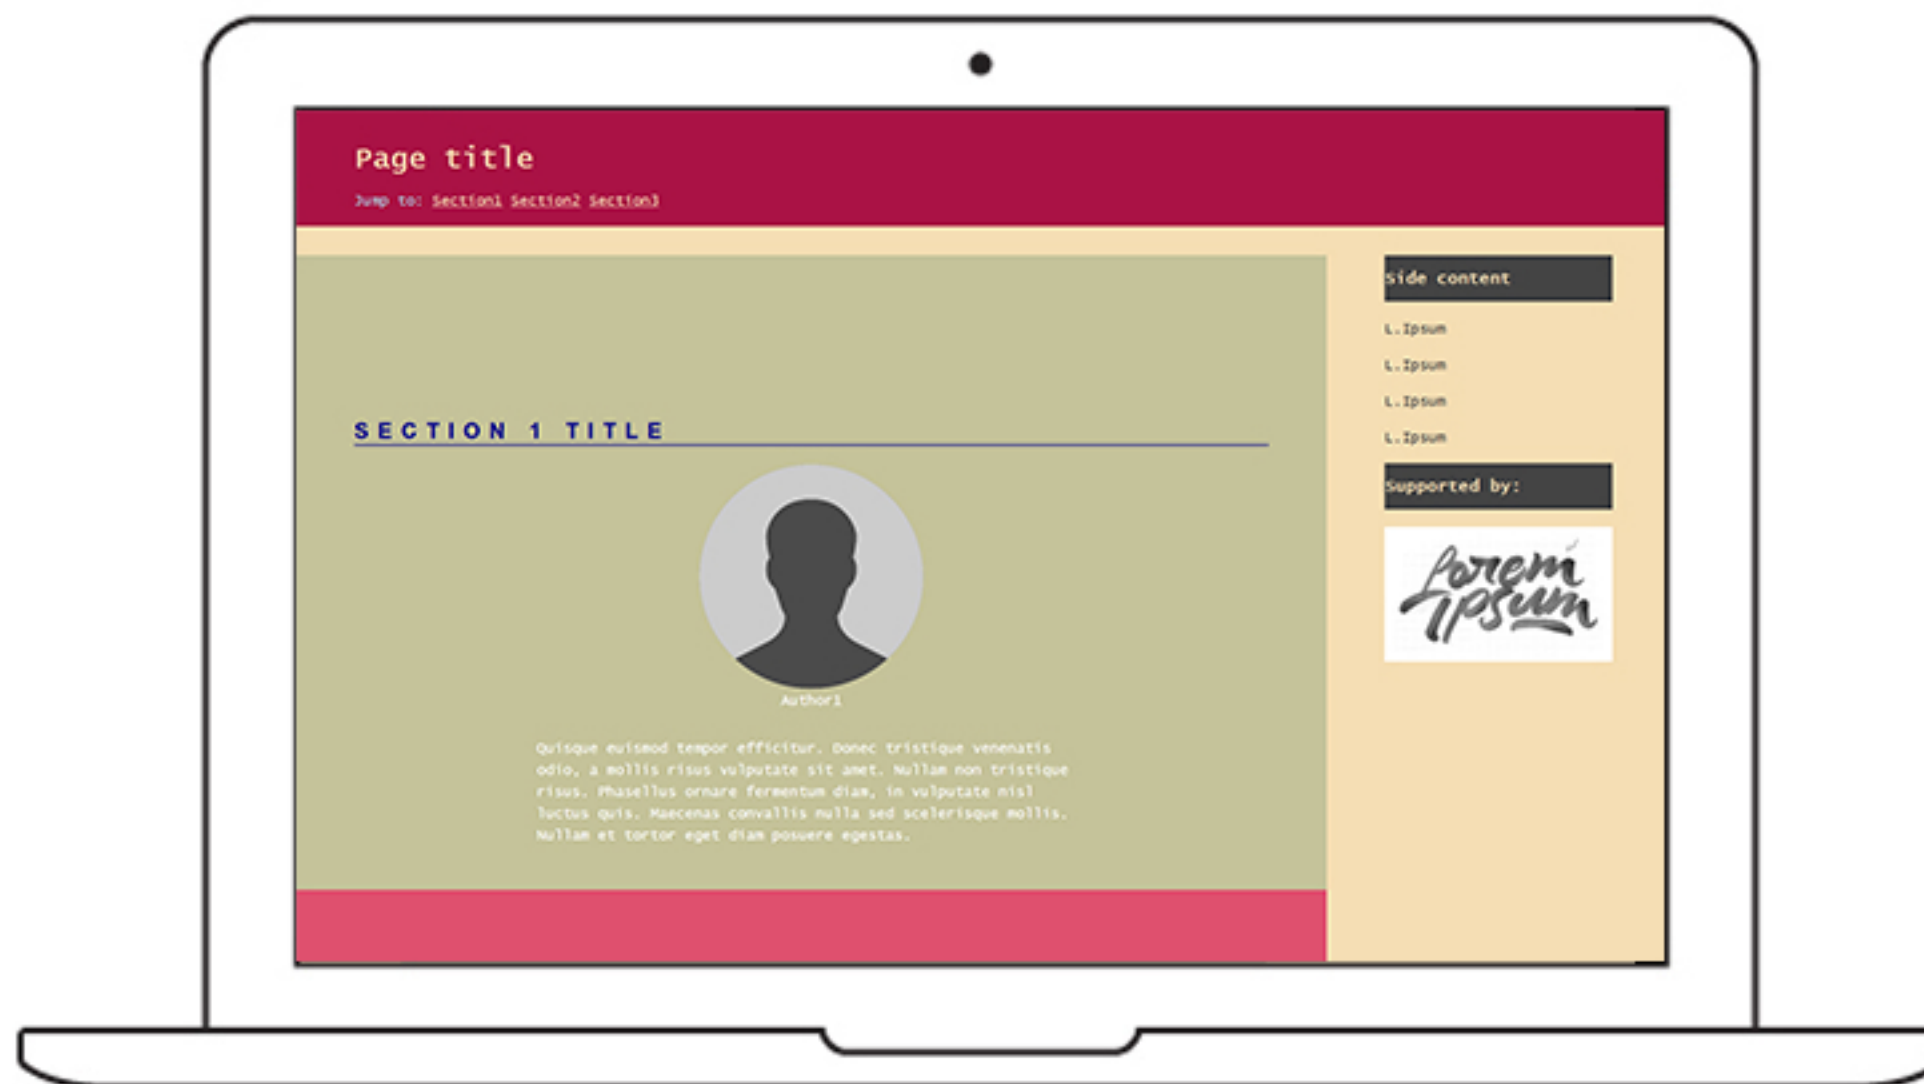 Page title
Jump to: Section1 Section2 Section3
SECTION 1 TITLE
Author1
Quisque euismod tempor efficitur. Donec tristique venenatis
odio, a mollis risus vulputate sit amet. Nullam non tristique
risus. Phasellus ornare fermentum diam, in vulputate nisl
luctus quis. Maecenas convallis nulla sed scelerisque mollis.
Nullam et tortor eget diam posuere egestas.
Side content
L.Ipsum
L.Ipsum
L.Ipsum
L.Ipsum
Supported by:
Lorem
Ipsum